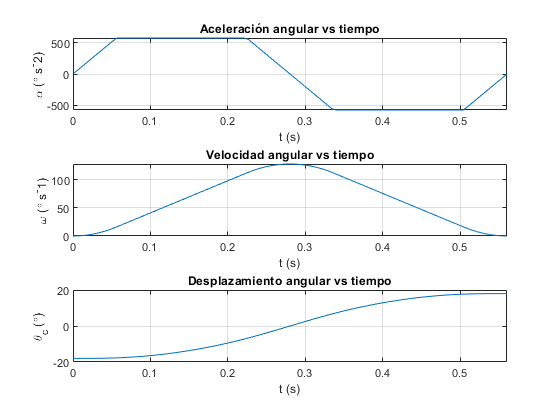 Aceleración angular vs tiempo
500
0
-500
α (° s⁻2)
0 0.1 0.2 0.3 0.4 0.5
t (s)
Velocidad angular vs tiempo
100
50
0
ω (° s⁻1)
0 0.1 0.2 0.3 0.4 0.5
t (s)
Desplazamiento angular vs tiempo
20
0
-20
θc (°)
0 0.1 0.2 0.3 0.4 0.5
t (s)